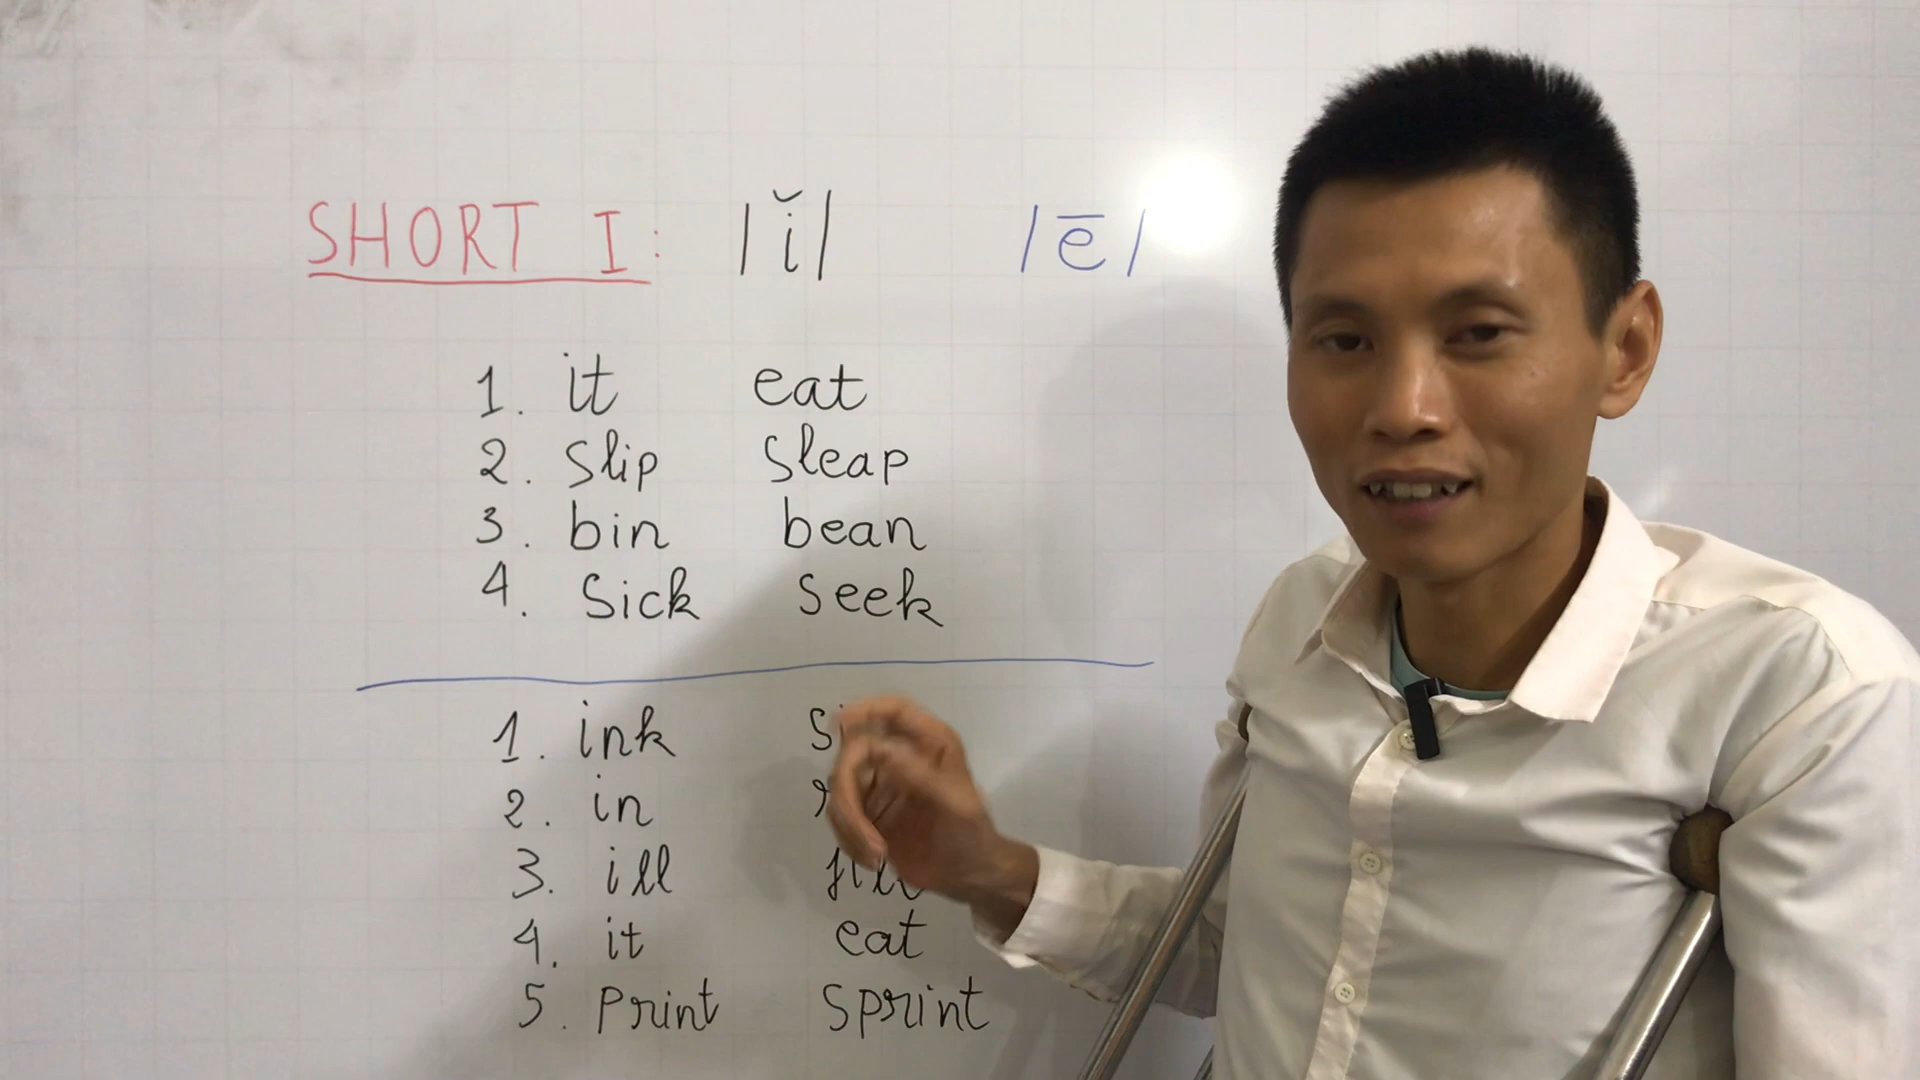 SHORT I: /ĭ/ /ē/
1. it eat
2. Slip Sleap
3. bin bean
4. Sick Seek
1. ink
2. in
3. ill fill
4. it eat
5. Print Sprint